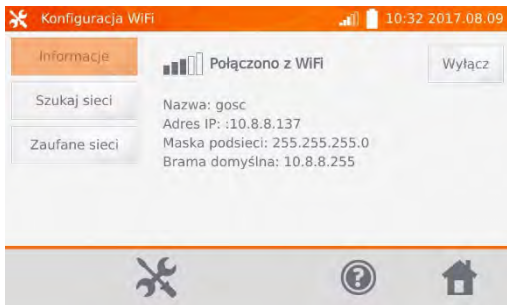 Konfiguracja WiFi
10:32 2017.08.09
Informacje
Szukaj sieci
Zaufane sieci
Połączono z WiFi
Wyłącz
Nazwa: gosc
Adres IP: :10.8.8.137
Maska podsieci: 255.255.255.0
Brama domyślna: 10.8.8.255